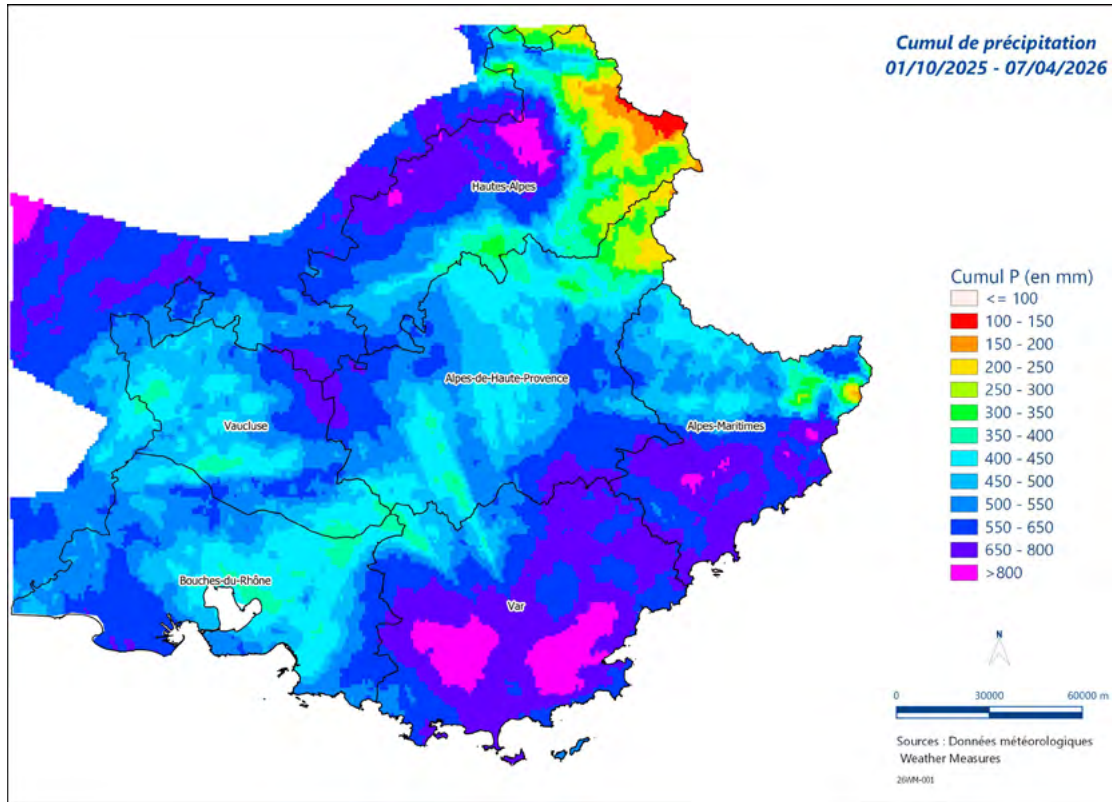 Cumul de précipitation
01/10/2025 - 07/04/2026
Hautes-Alpes
Alpes-de-Haute-Provence
Vaucluse
Alpes-Maritimes
Bouches-du-Rhône
Var
Cumul P (en mm)
<= 100
100 - 150
150 - 200
200 - 250
250 - 300
300 - 350
350 - 400
400 - 450
450 - 500
500 - 550
550 - 650
650 - 800
>800
N
0 30000 60000 m
Sources : Données météorologiques
Weather Measures
26WM-001